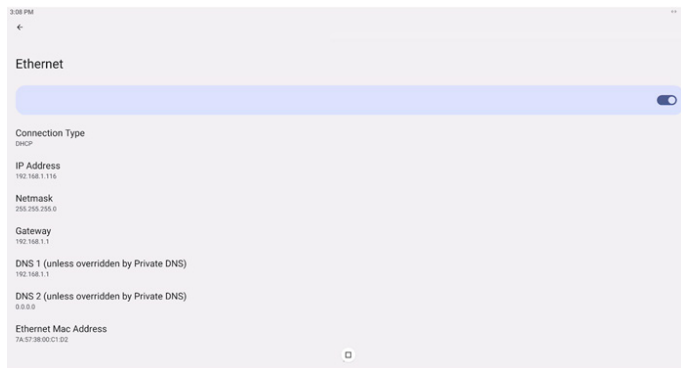 3:08 PM
Ethernet
Connection Type
DHCP
IP Address
192.168.1.116
Netmask
255.255.255.0
Gateway
192.168.1.1
DNS 1 (unless overridden by Private DNS)
192.168.1.1
DNS 2 (unless overridden by Private DNS)
0.0.0.0
Ethernet Mac Address
7A:57:38:00:C1:D2